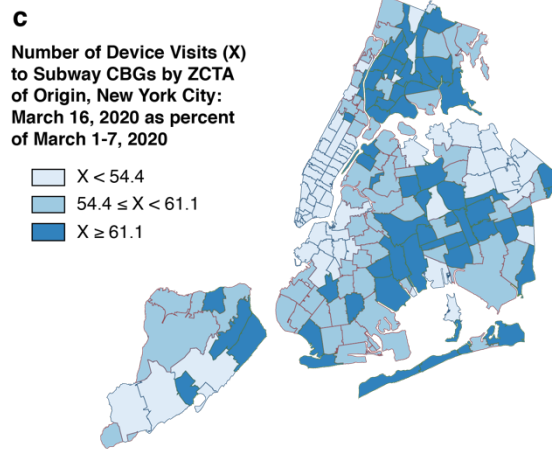 c
Number of Device Visits (X)
to Subway CBGs by ZCTA
of Origin, New York City:
March 16, 2020 as percent
of March 1-7, 2020
X < 54.4
54.4 ≤ X < 61.1
X ≥ 61.1